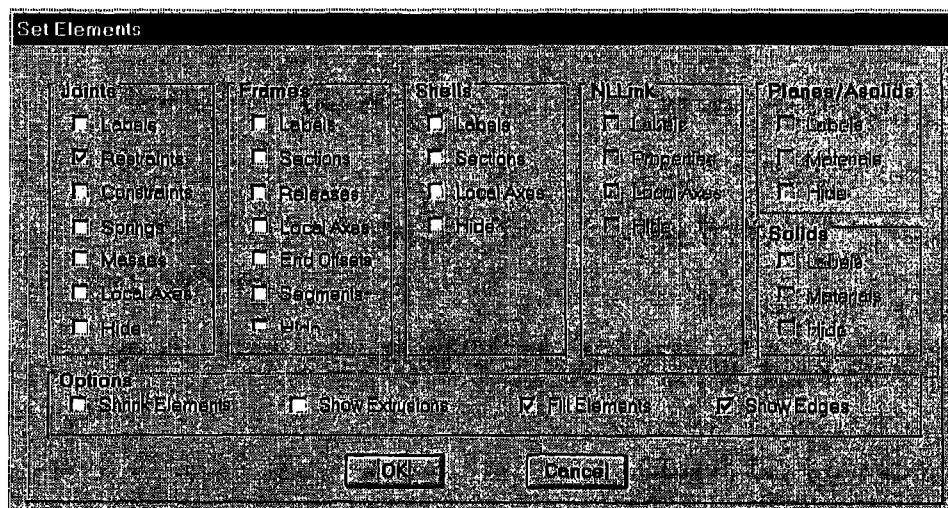 Set Elements
Joints
Labels
Restraints
Constraints
Springs
Masses
Local Axes
Hide
Frames
Labels
Sections
Releases
Local Axes
End Offsets
Segments
Shells
Labels
Sections
Local Axes
Hide
NLLink
Labels
Properties
Local Axes
Hide
Planes/Asolids
Labels
Materials
Hide
Solids
Labels
Materials
Hide
Options
Shrink Elements
Show Extrusions
Fill Elements
Show Edges
OK
Cancel